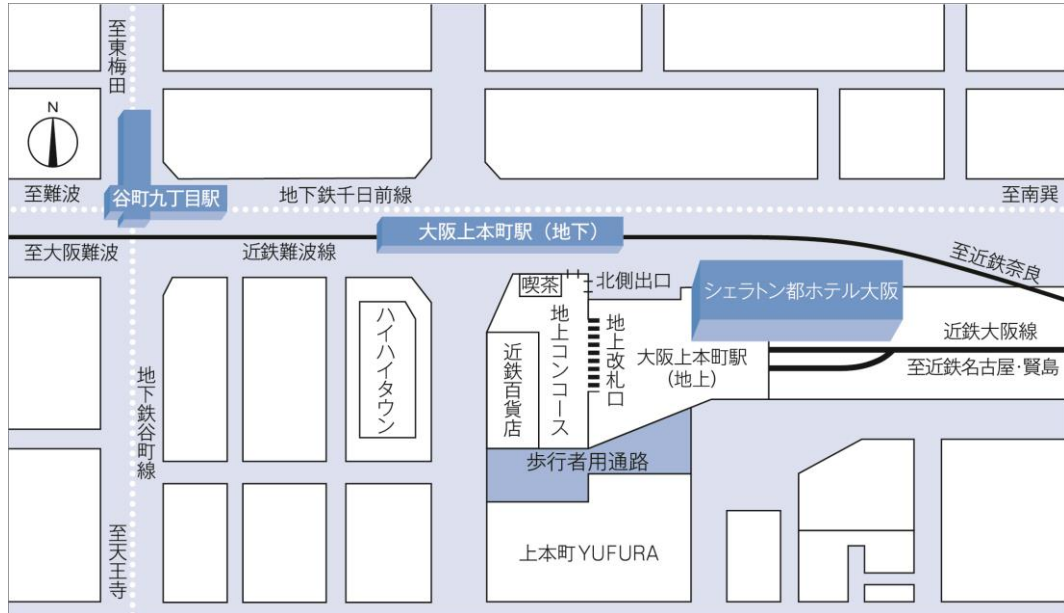 至東梅田
N
至難波
谷町九丁目駅
地下鉄千日前線
至南巽
至大阪難波
近鉄難波線
大阪上本町駅（地下）
至近鉄奈良
喫茶
北側出口
シェラトン都ホテル大阪
ハイハイタウン
近鉄百貨店
地上コンコース
地上改札口
大阪上本町駅
（地上）
近鉄大阪線
至近鉄名古屋・賢島
地下鉄谷町線
歩行者用通路
至天王寺
上本町YUFURA